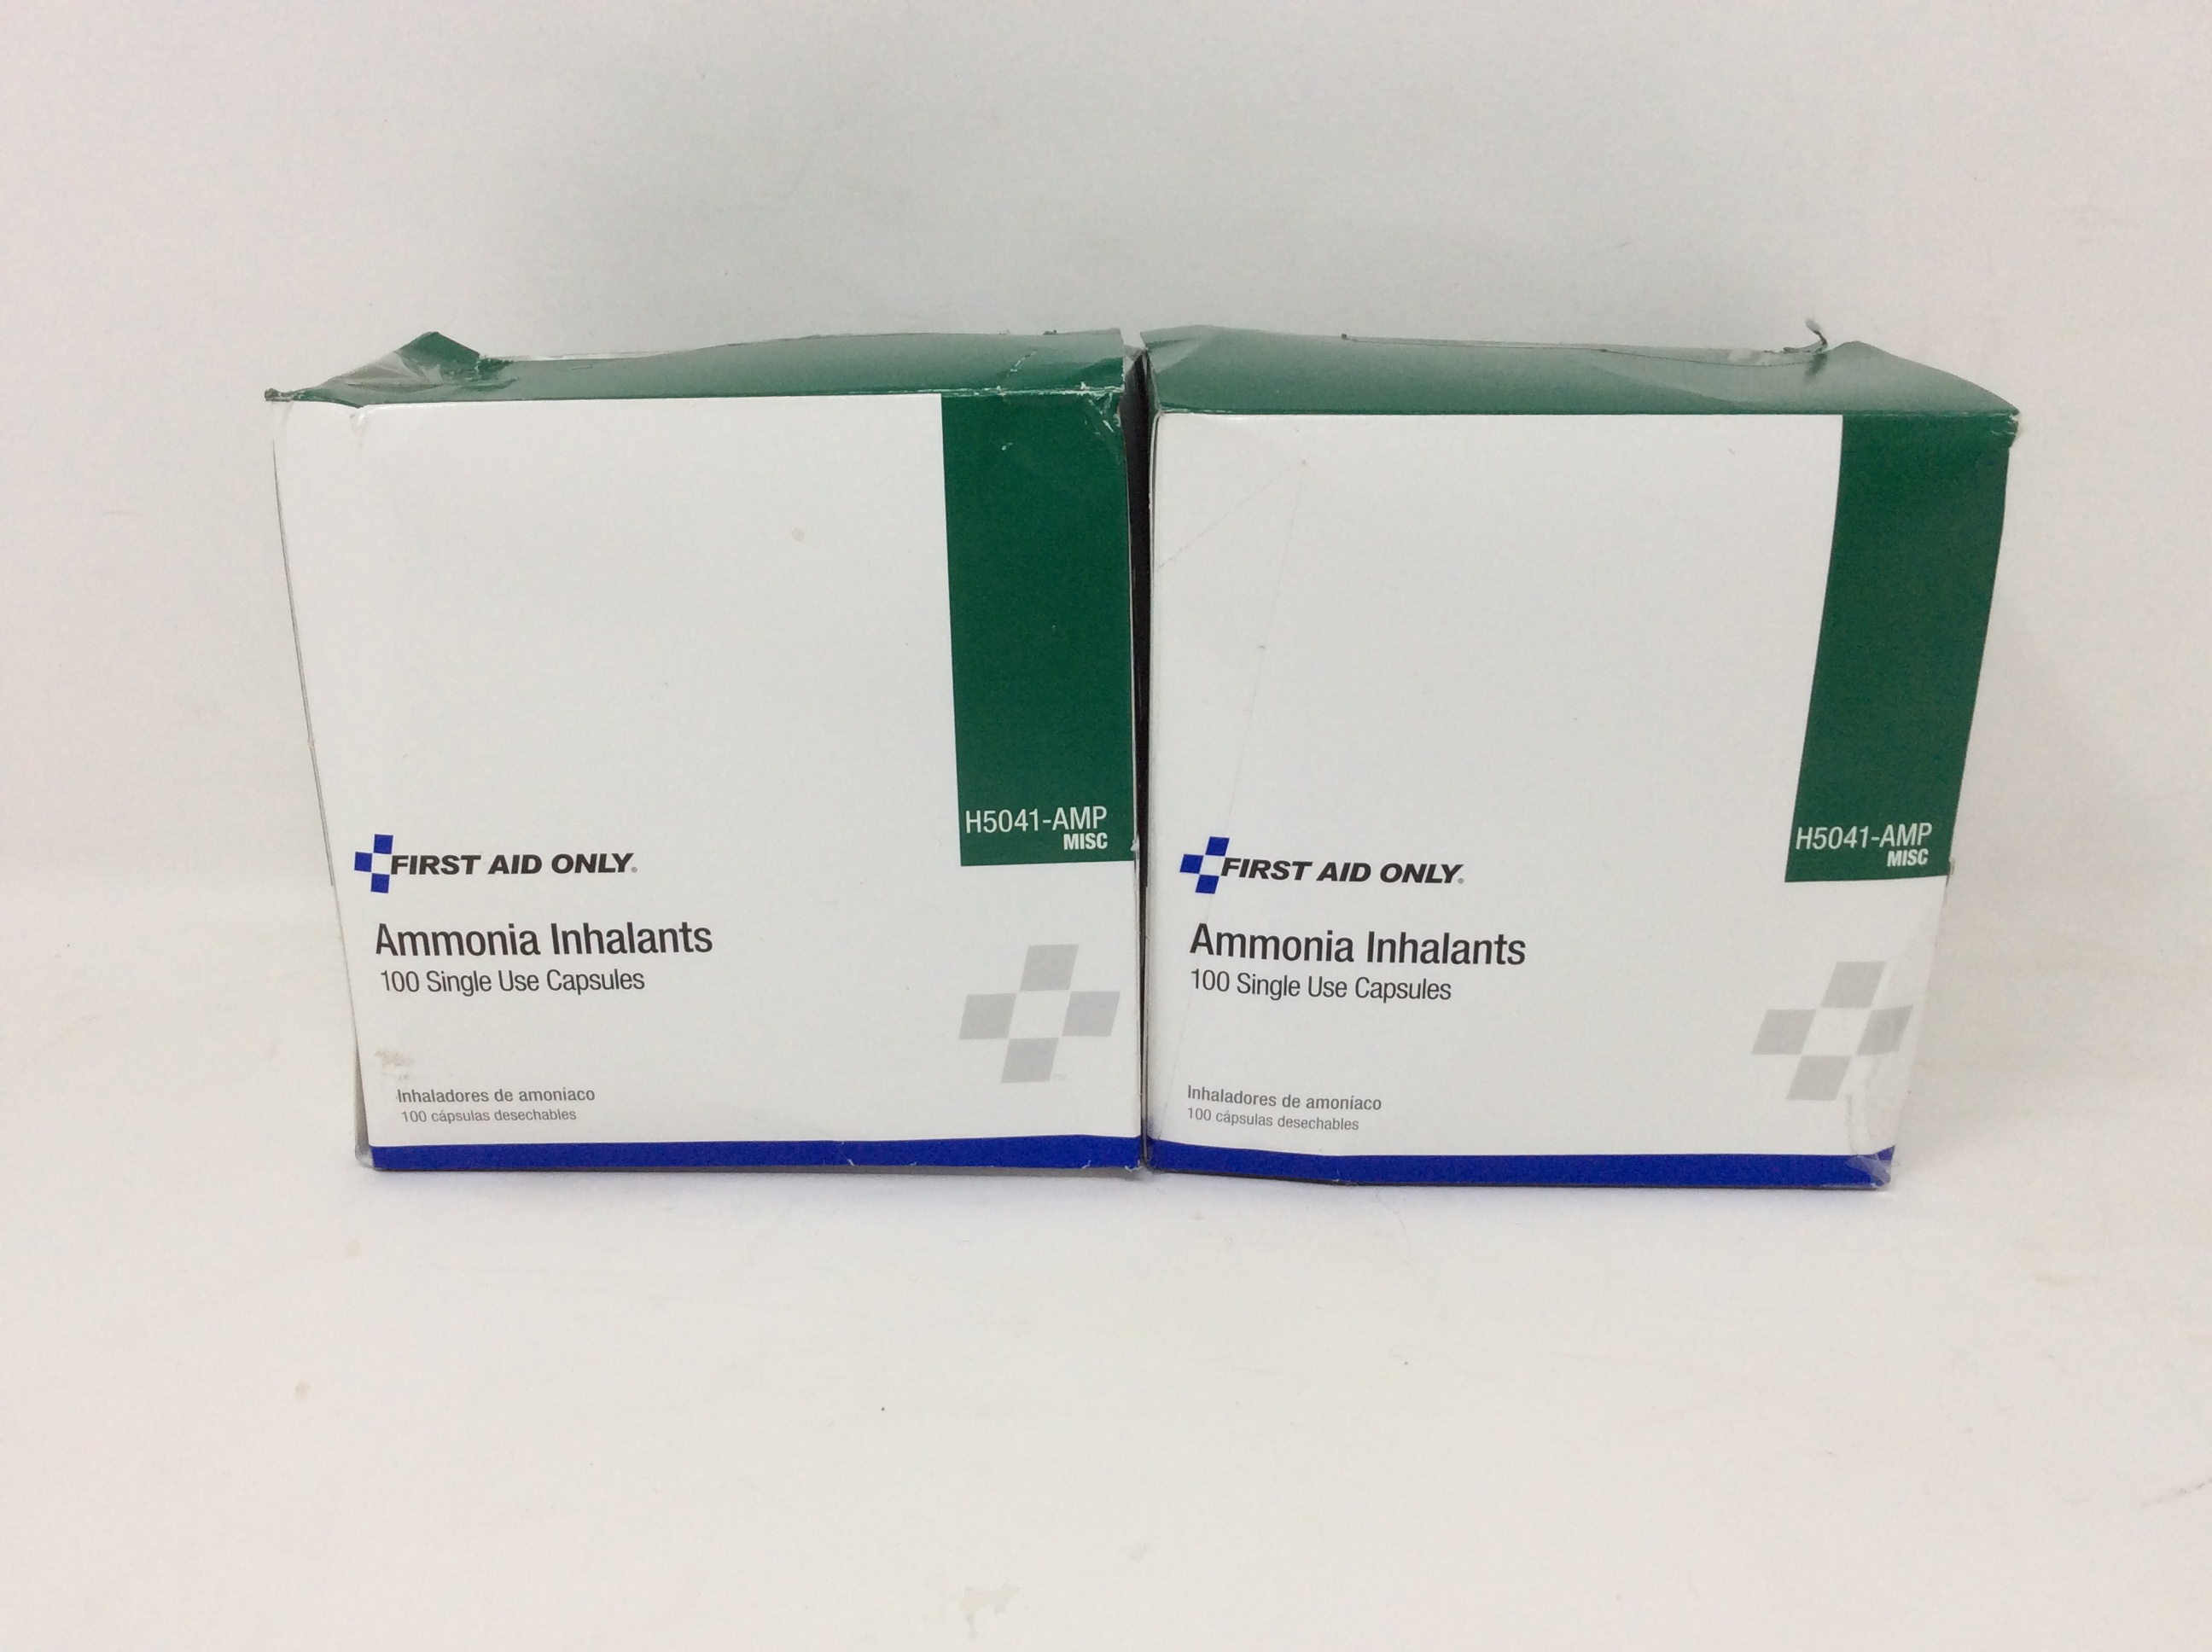 H5041-AMP
MISC
FIRST AID ONLY®
Ammonia Inhalants
100 Single Use Capsules
Inhaladores de amoníaco
100 cápsulas desechables
H5041-AMP
MISC
FIRST AID ONLY®
Ammonia Inhalants
100 Single Use Capsules
Inhaladores de amoníaco
100 cápsulas desechables